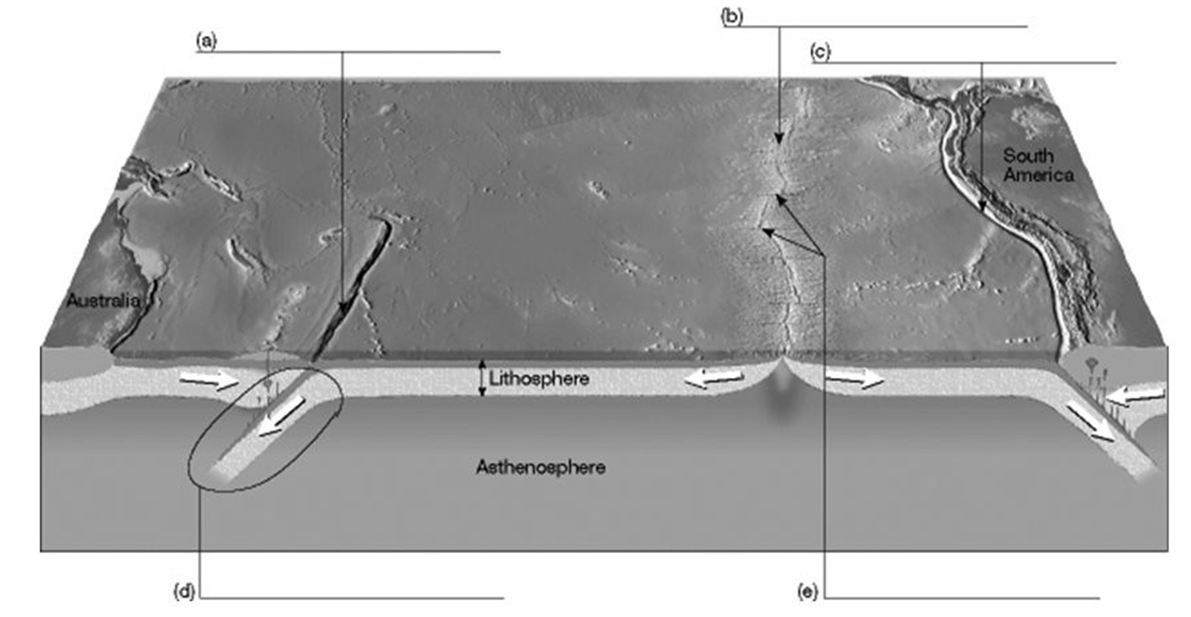 (b)
(a)
(c)
South
America
Australia
Lithosphere
Asthenosphere
(d)
(e)